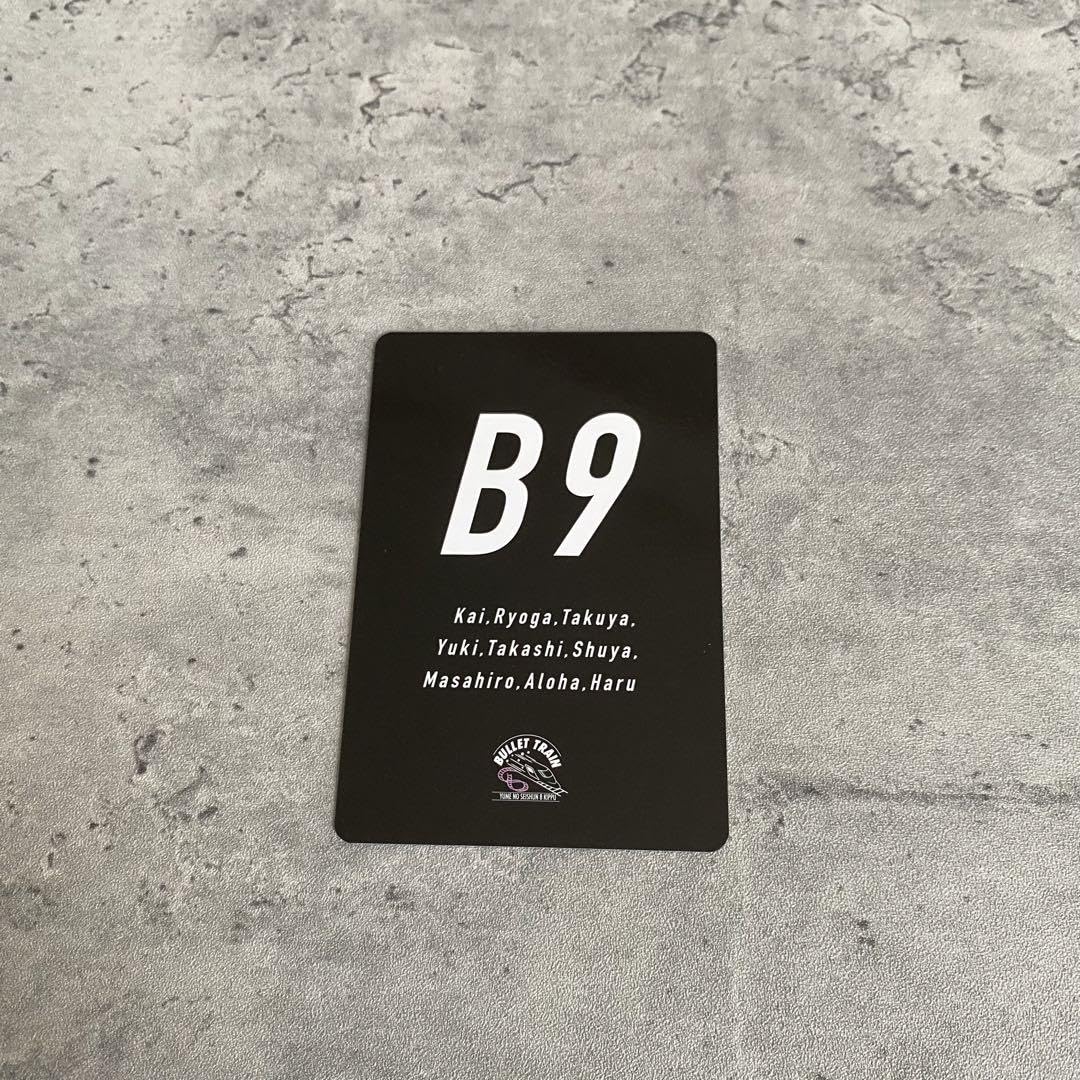 B9
Kai,Ryoga,Takuya,
Yuki,Takashi,Shuya,
Masahiro,Aloha,Haru
BULLET TRAIN
YUME NO SEISHUN 8 KIPPU